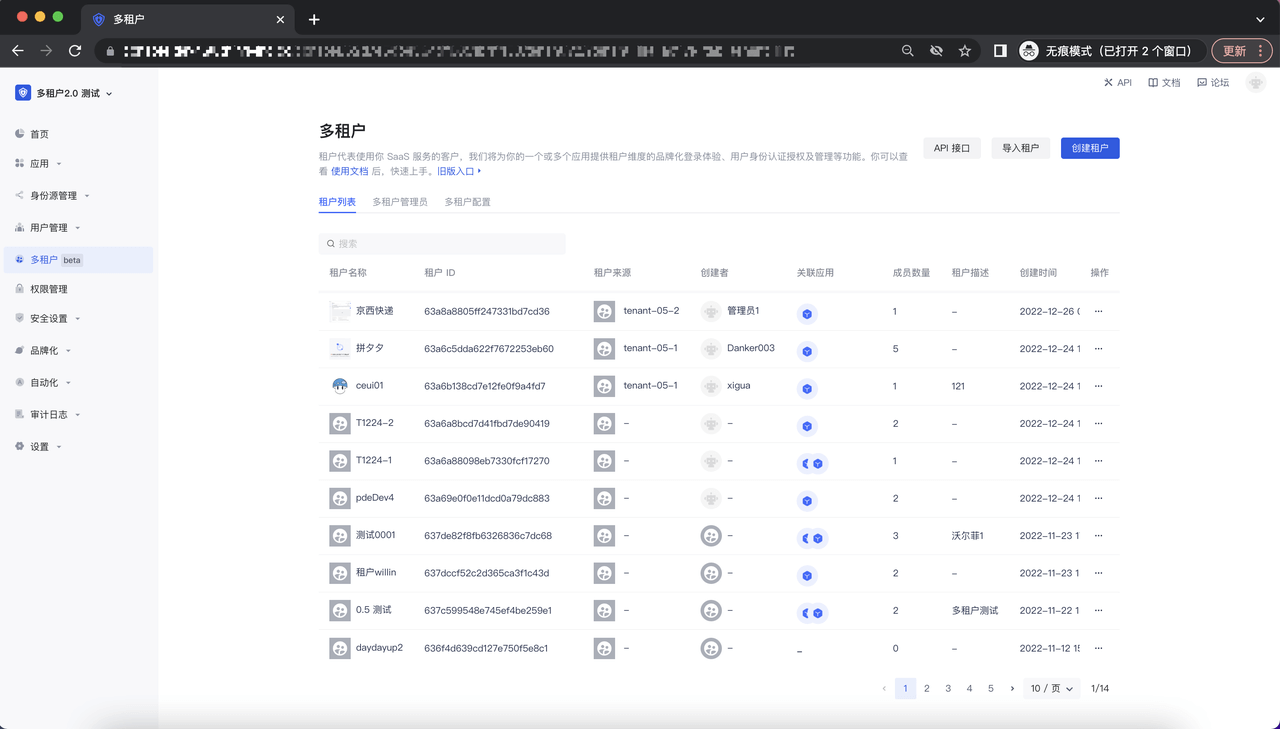 多租户
无痕模式（已打开 2 个窗口）
更新
多租户2.0 测试
API
文档
论坛
首页
应用
身份源管理
用户管理
多租户 beta
权限管理
安全设置
品牌化
自动化
审计日志
设置
多租户
租户代表使用你 SaaS 服务的客户，我们将为你的一个或多个应用提供租户维度的品牌化登录体验、用户身份认证授权及管理等功能。你可以查
看 使用文档 后，快速上手。旧版入口
API 接口
导入租户
创建租户
租户列表 多租户管理员 多租户配置
搜索
租户名称 租户 ID 租户来源 创建者 关联应用 成员数量 租户描述 创建时间 操作
京西快递 63a8a8805ff247331bd7cd36 tenant-05-2 管理员1 1 – 2022-12-26 ···
拼夕夕 63a6c5dda622f7672253eb60 tenant-05-1 Danker003 5 – 2022-12-24 1 ···
ceui01 63a6b138cd7e12fe0f9a4fd7 tenant-05-1 xigua 1 121 2022-12-24 1 ···
T1224-2 63a6a8bcd7d41fbd7de90419 – – 2 – 2022-12-24 1 ···
T1224-1 63a6a88098eb7330fcf17270 – – 1 – 2022-12-24 1 ···
pdeDev4 63a69e0f0e11dcd0a79dc883 – – 2 – 2022-12-24 1 ···
测试0001 637de82f8fb6326836c7dc68 – – 3 沃尔菲1 2022-11-23 1 ···
租户willin 637dccf52c2d365ca3f1c43d – – 2 – 2022-11-23 1 ···
0.5 测试 637c599548e745ef4be259e1 – – 2 多租户测试 2022-11-22 1 ···
daydayup2 636f4d639cd127e750f5e8c1 – – – 0 – 2022-11-12 ···
1 2 3 4 5 10 / 页 1/14